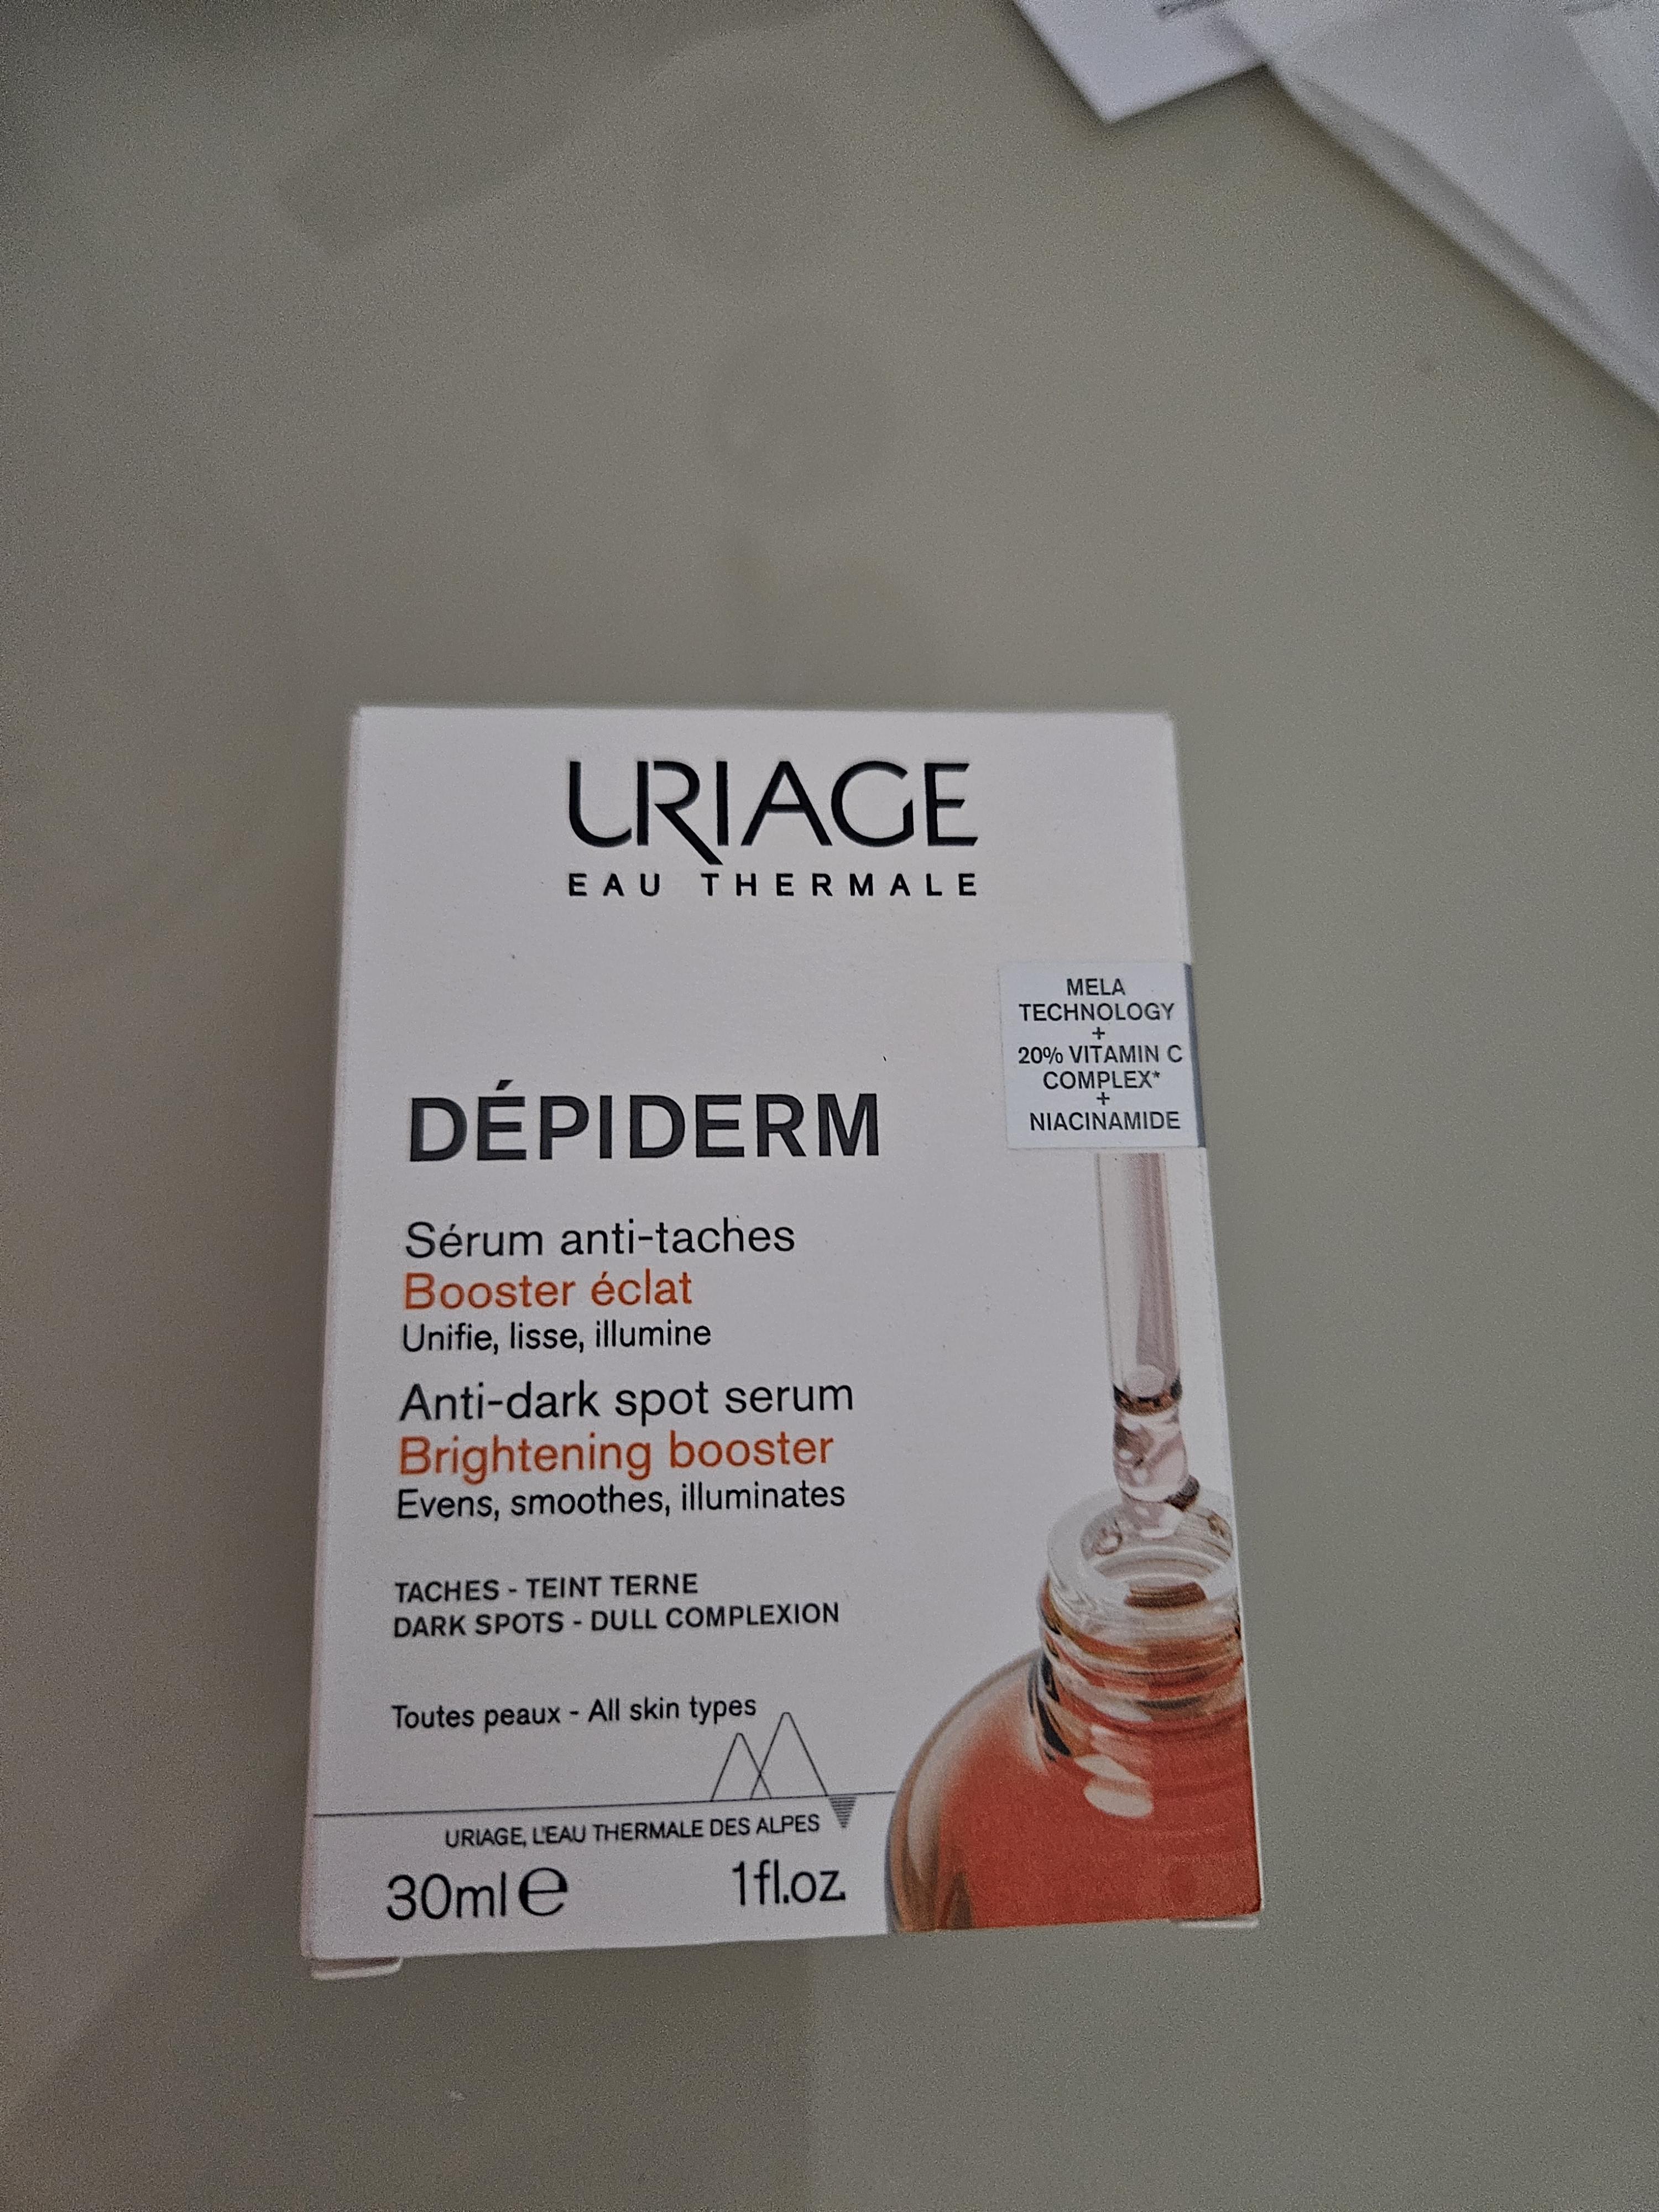 URIAGE
EAU THERMALE
MELA
TECHNOLOGY
+
20% VITAMIN C
COMPLEX*
+
NIACINAMIDE
DÉPIDERM
Sérum anti-taches
Booster éclat
Unifie, lisse, illumine
Anti-dark spot serum
Brightening booster
Evens, smoothes, illuminates
TACHES - TEINT TERNE
DARK SPOTS - DULL COMPLEXION
Toutes peaux - All skin types
URIAGE, L'EAU THERMALE DES ALPES
30ml e 1fl.oz.